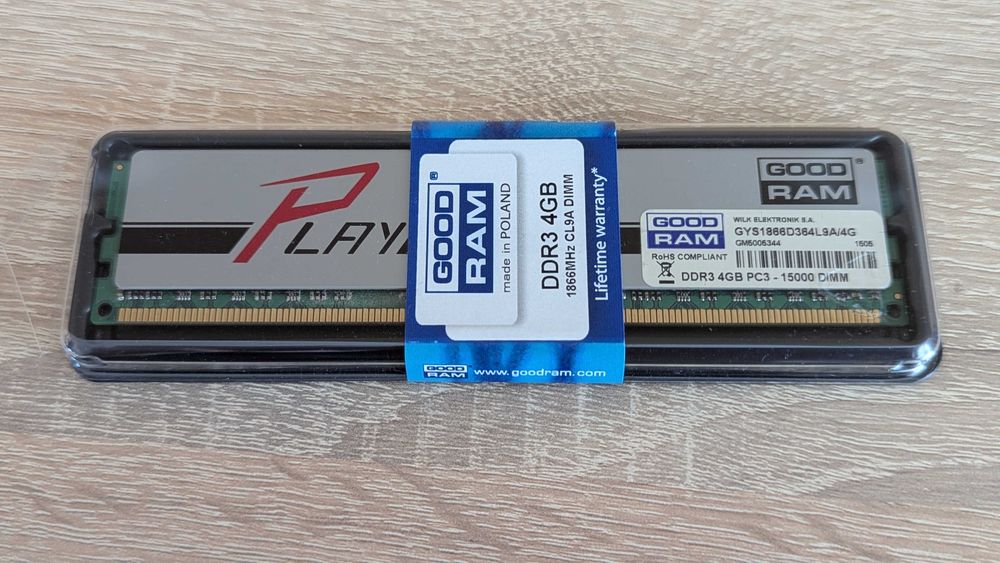 PLAY
GOOD
RAM
®
made in POLAND
DDR3 4GB
1866MHz CL9A DIMM
Lifetime warranty*
GOOD
RAM
www.goodram.com
GOOD
RAM
®
GOOD
RAM
WILK ELEKTRONIK S.A.
GYS1866D364L9A/4G
GM5005344
1505
RoHS COMPLIANT
DDR3 4GB PC3 - 15000 DIMM